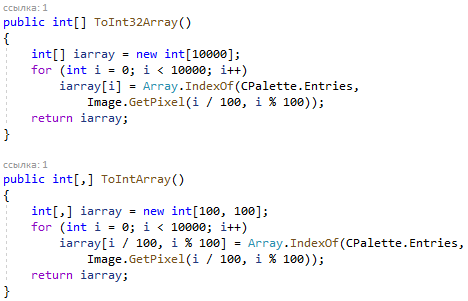 ссылка: 1
public int[] ToInt32Array()
{
    int[] iarray = new int[10000];
    for (int i = 0; i < 10000; i++)
        iarray[i] = Array.IndexOf(CPalette.Entries,
            Image.GetPixel(i / 100, i % 100));
    return iarray;
}
ссылка: 1
public int[,] ToIntArray()
{
    int[,] iarray = new int[100, 100];
    for (int i = 0; i < 10000; i++)
        iarray[i / 100, i % 100] = Array.IndexOf(CPalette.Entries,
            Image.GetPixel(i / 100, i % 100));
    return iarray;
}